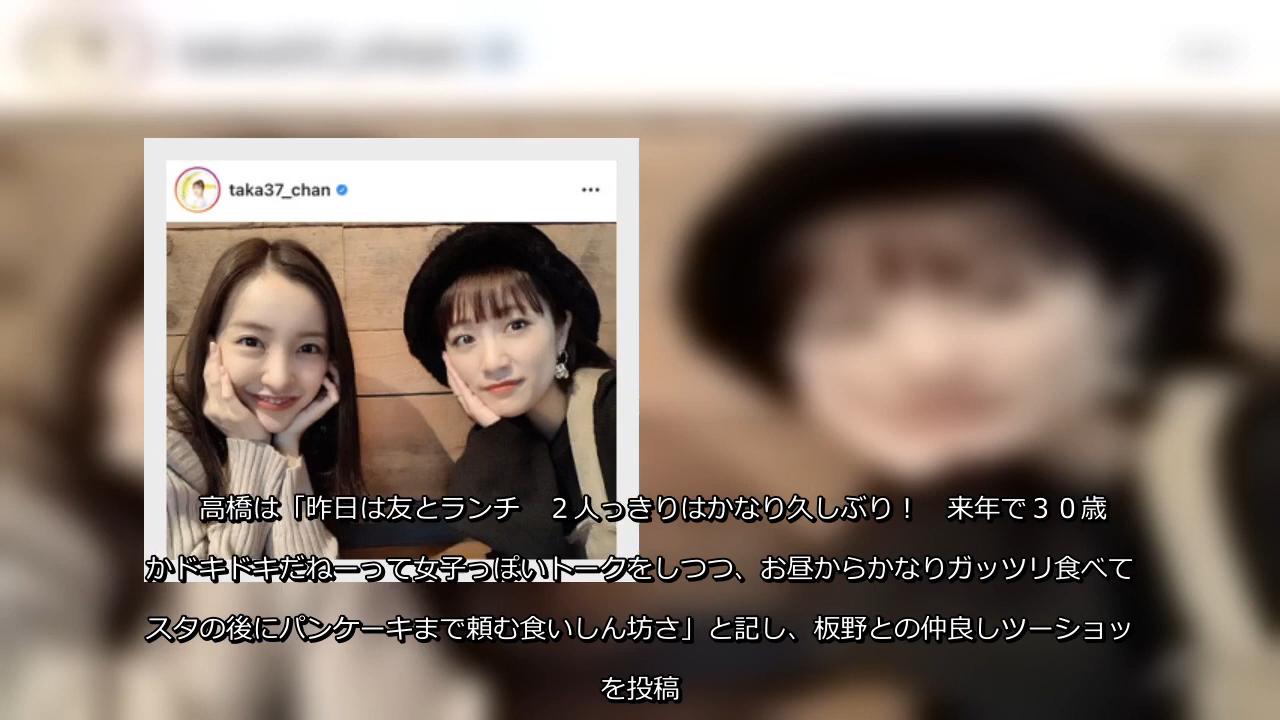 taka37_chan
高橋は「昨日は友とランチ　２人っきりはかなり久しぶり！　来年で３０歳
かドキドキだねーって女子っぽいトークをしつつ、お昼からかなりガッツリ食べて
スタの後にパンケーキまで頼む食いしん坊さ」と記し、板野との仲良しツーショッ
を投稿